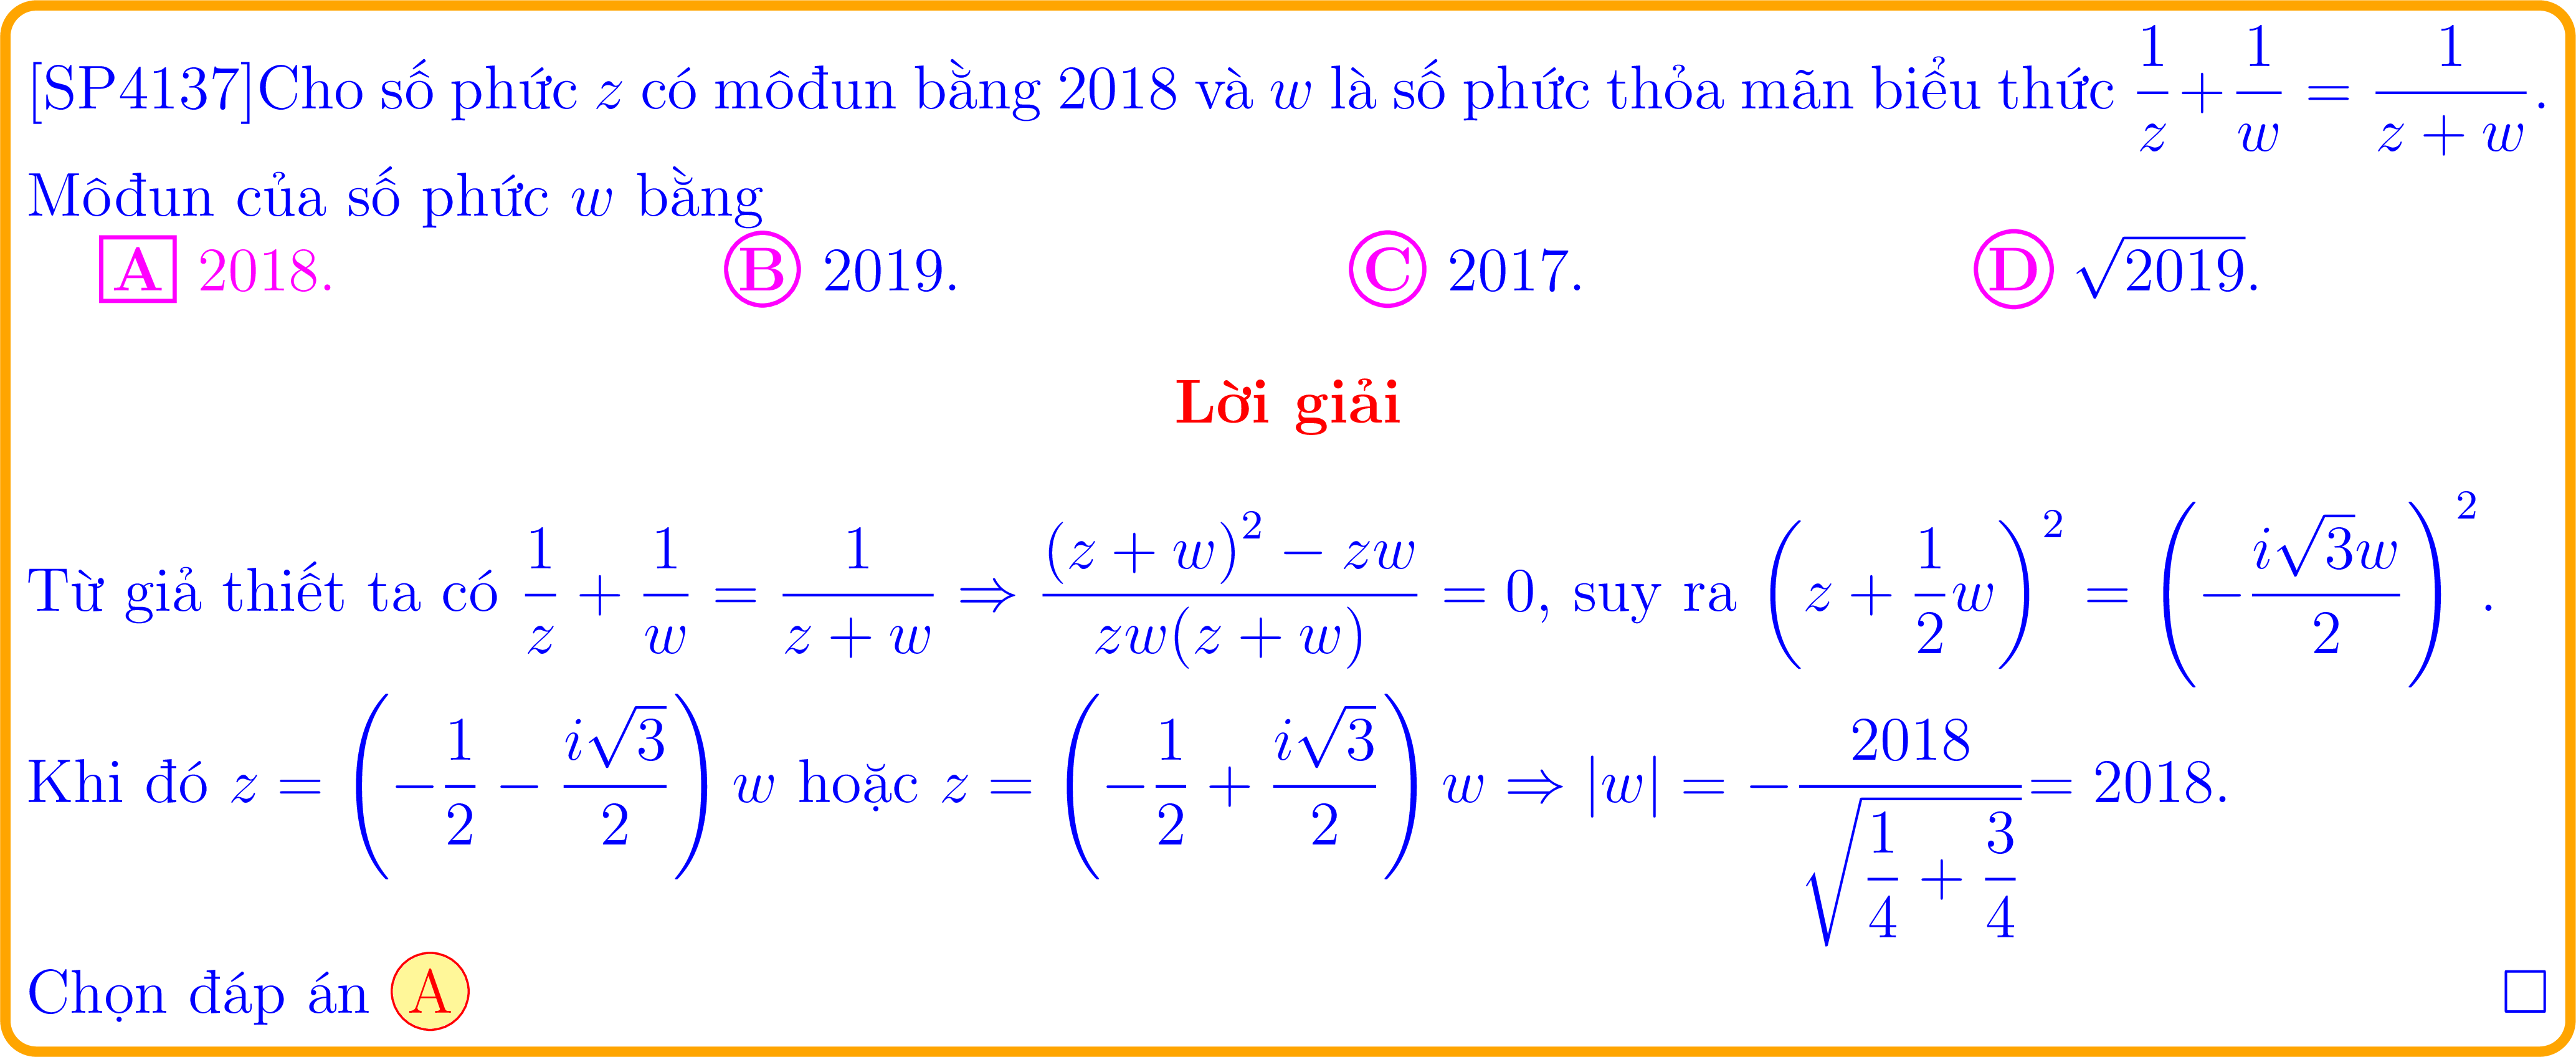 [SP4137]Cho số phức $z$ có môđun bằng 2018 và $w$ là số phức thỏa mãn biểu thức $\frac{1}{z}+\frac{1}{w}=\frac{1}{z+w}$.
Môđun của số phức $w$ bằng
A 2018. B 2019. C 2017. D $\sqrt{2019}$.
Lời giải
Từ giả thiết ta có $\frac{1}{z}+\frac{1}{w}=\frac{1}{z+w}\Rightarrow\frac{(z+w)^2-zw}{zw(z+w)}=0$, suy ra $\left(z+\frac{1}{2}w\right)^2=\left(-\frac{i\sqrt{3}w}{2}\right)^2$.
Khi đó $z=\left(-\frac{1}{2}-\frac{i\sqrt{3}}{2}\right)w$ hoặc $z=\left(-\frac{1}{2}+\frac{i\sqrt{3}}{2}\right)w\Rightarrow|w|=-\frac{2018}{\sqrt{\frac{1}{4}+\frac{3}{4}}}=2018.$
Chọn đáp án A □